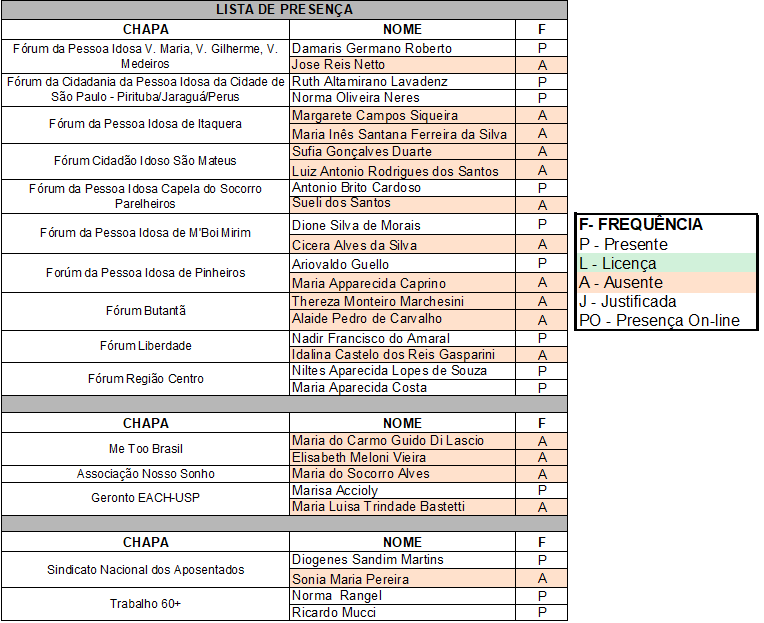 LISTA DE PRESENÇA
CHAPA NOME F
Fórum da Pessoa Idosa V. Maria, V. Gilherme, V. Medeiros
Damaris Germano Roberto P
Jose Reis Netto A
Fórum da Cidadania da Pessoa Idosa da Cidade de São Paulo - Pirituba/Jaraguá/Perus
Ruth Altamirano Lavadenz P
Norma Oliveira Neres P
Fórum da Pessoa Idosa de Itaquera
Margarete Campos Siqueira A
Maria Inês Santana Ferreira da Silva A
Fórum Cidadão Idoso São Mateus
Sufia Gonçalves Duarte A
Luiz Antonio Rodrigues dos Santos A
Fórum da Pessoa Idosa Capela do Socorro Parelheiros
Antonio Brito Cardoso P
Sueli dos Santos A
Fórum da Pessoa Idosa de M'Boi Mirim
Dione Silva de Morais P
Cicera Alves da Silva A
Forúm da Pessoa Idosa de Pinheiros
Ariovaldo Guello P
Maria Aparecida Caprino A
Fórum Butantã
Thereza Monteiro Marchesini A
Alaide Pedro de Carvalho A
Fórum Liberdade
Nadir Francisco do Amaral P
Idalina Castelo dos Reis Gasparini A
Fórum Região Centro
Niltes Aparecida Lopes de Souza P
Maria Aparecida Costa P
CHAPA NOME F
Me Too Brasil
Maria do Carmo Guido Di Lascio A
Elisabeth Meloni Vieira A
Associação Nosso Sonho Maria do Socorro Alves A
Geronto EACH-USP
Marisa Accioly P
Maria Luisa Trindade Bastetti A
CHAPA NOME F
Sindicato Nacional dos Aposentados
Diogenes Sandim Martins P
Sonia Maria Pereira A
Trabalho 60+
Norma Rangel P
Ricardo Mucci P
F- FREQUÊNCIA
P - Presente
L - Licença
A - Ausente
J - Justificada
PO - Presença On-line